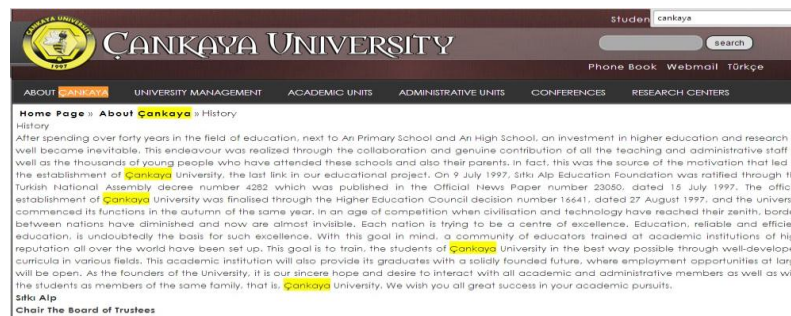 Studen cankaya
ÇANKAYA UNIVERSITY
ÇANKAYA UNIVERSITY
1997
search
Phone Book Webmail Türkçe
ABOUT ÇANKAYA UNIVERSITY MANAGEMENT ACADEMIC UNITS ADMINISTRATIVE UNITS CONFERENCES RESEARCH CENTERS
Home Page » About Çankaya » History
History
After spending over forty years in the field of education, next to Arı Primary School and Arı High School, an investment in higher education and research
well became inevitable. This endeavour was realized through the collaboration and genuine contribution of all the teaching and administrative staff
well as the thousands of young people who have attended these schools and also their parents. In fact, this was the source of the motivation that led
the establishment of Çankaya University, the last link in our educational project. On 9 July 1997, Sıtkı Alp Education Foundation was ratified through t
Turkish National Assembly decree number 4282 which was published in the Official News Paper number 23050, dated 15 July 1997. The offic
establishment of Çankaya University was finalised through the Higher Education Council decision number 16641, dated 27 August 1997, and the univers
commenced its functions in the autumn of the same year. In an age of competition when civilisation and technology have reached their zenith, borde
between nations have diminished and now are almost invisible. Each nation is trying to be a centre of excellence. Education, reliable and efficie
education, is undoubtedly the basis for such excellence. With this goal in mind, a community of educators trained at academic institutions of hi
reputation all over the world have been set up. This goal is to train, the students of Çankaya University in the best way possible through well-develop
curricula in various fields. This academic institution will also provide its graduates with a solidly founded future, where employment opportunities at lar
will be open. As the founders of the University, it is our sincere hope and desire to interact with all academic and administrative members as well as wi
the students as members of the same family, that is, Çankaya University. We wish you all great success in your academic pursuits.
Sıtkı Alp
Chair The Board of Trustees